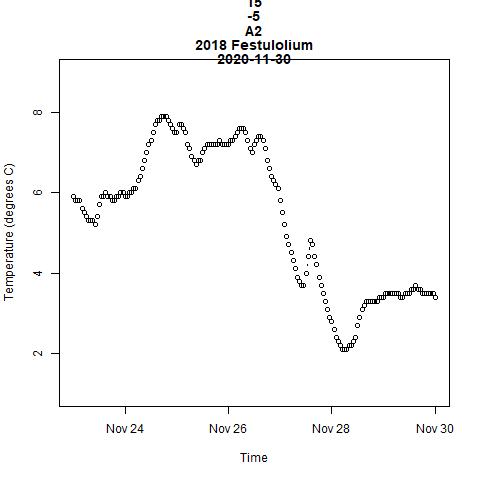 15
-5
A2
2018 Festulolium
2020-11-30
8
6
4
2
Temperature (degrees C)
Nov 24
Nov 26
Nov 28
Nov 30
Time